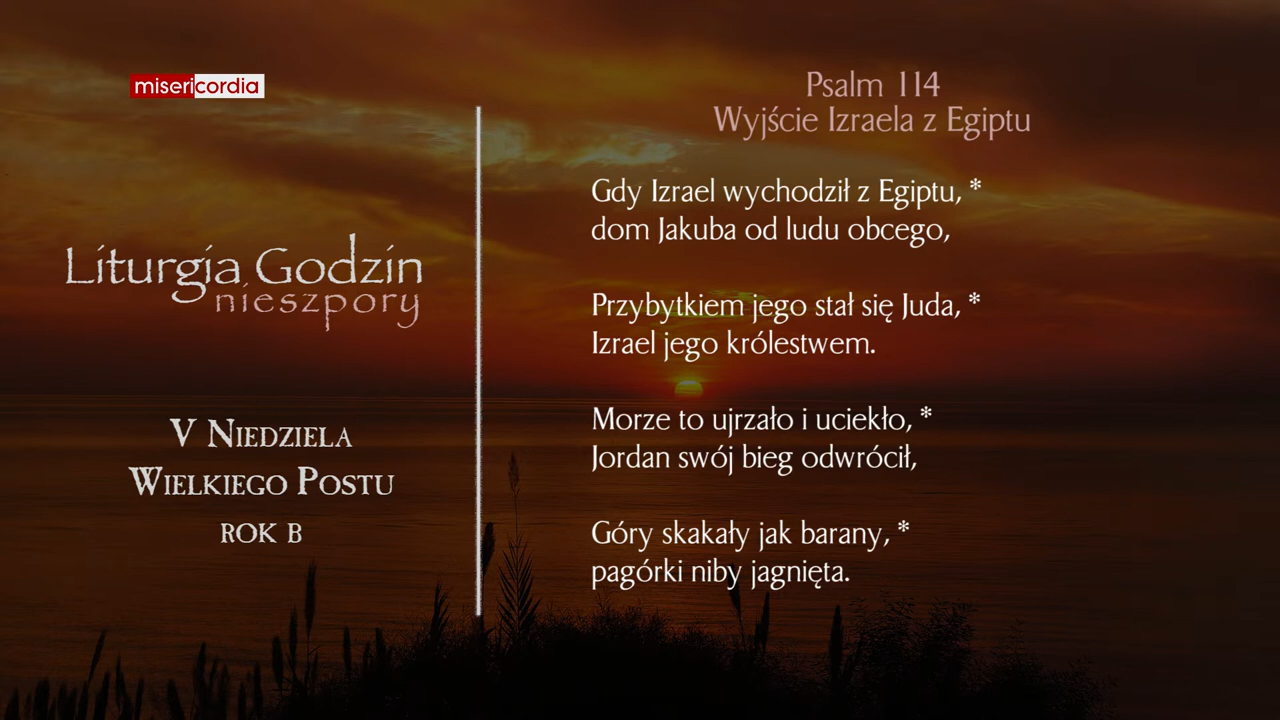 misericordia
Liturgia Godzin
nieszpory
V Niedziela
Wielkiego Postu
rok B
Psalm 114
Wyjście Izraela z Egiptu
Gdy Izrael wychodził z Egiptu, *
dom Jakuba od ludu obcego,
Przybytkiem jego stał się Juda, *
Izrael jego królestwem.
Morze to ujrzało i uciekło, *
Jordan swój bieg odwrócił,
Góry skakały jak barany, *
pagórki niby jagnięta.